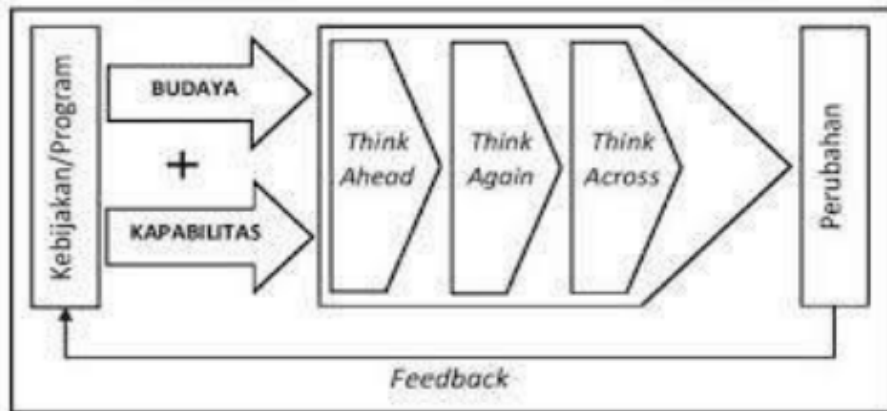 Kebijakan/Program
BUDAYA
+
KAPABILITAS
Think
Ahead
Think
Again
Think
Across
Perubahan
Feedback